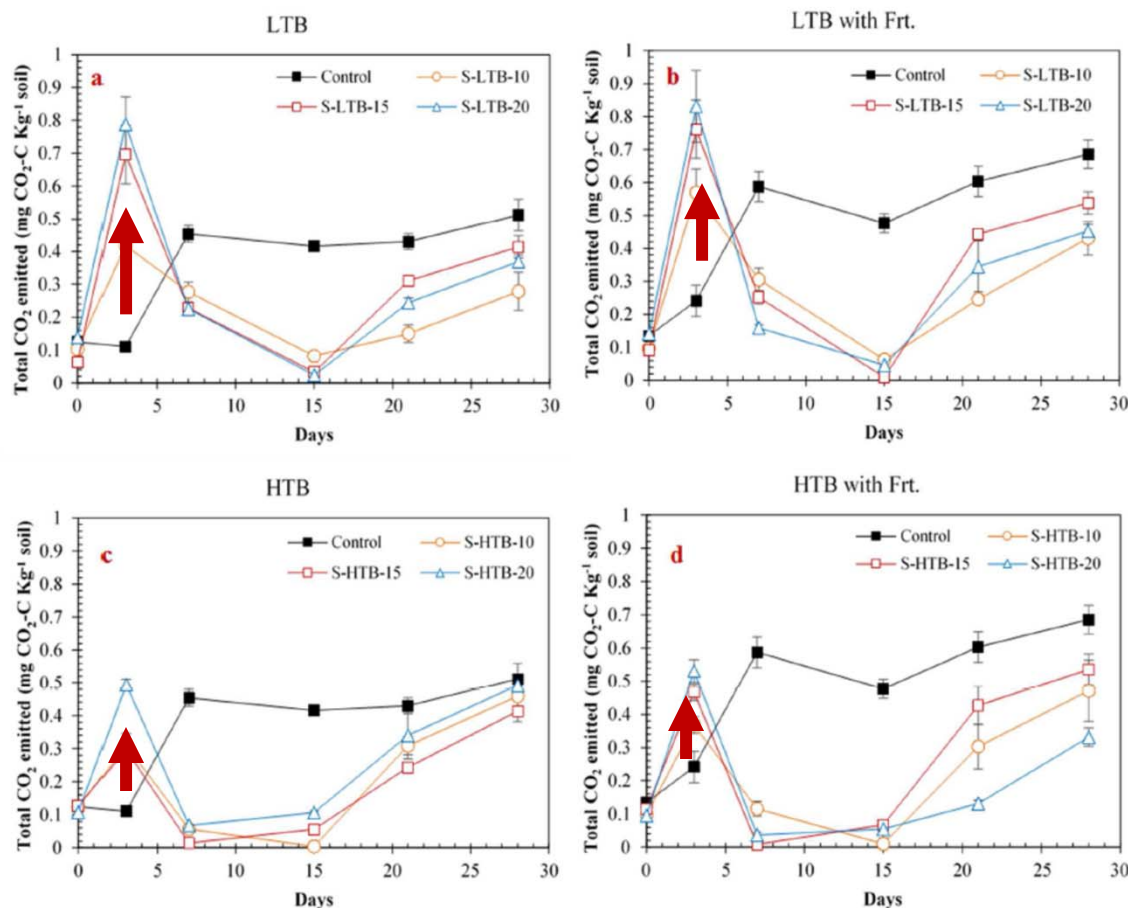 LTB
a
Control
S-LTB-10
S-LTB-15
S-LTB-20
Total CO₂ emitted (mg CO₂-C Kg⁻¹ soil)
1
0.9
0.8
0.7
0.6
0.5
0.4
0.3
0.2
0.1
0
0 5 10 15 20 25 30
Days
LTB with Frt.
b
Control
S-LTB-10
S-LTB-15
S-LTB-20
Total CO₂ emitted (mg CO₂-C Kg⁻¹ soil)
1
0.9
0.8
0.7
0.6
0.5
0.4
0.3
0.2
0.1
0
0 5 10 15 20 25 30
Days
HTB
c
Control
S-HTB-10
S-HTB-15
S-HTB-20
Total CO₂ emitted (mg CO₂-C Kg⁻¹ soil)
1
0.9
0.8
0.7
0.6
0.5
0.4
0.3
0.2
0.1
0
0 5 10 15 20 25 30
Days
HTB with Frt.
d
Control
S-HTB-10
S-HTB-15
S-HTB-20
Total CO₂ emitted (mg CO₂-C Kg⁻¹ soil)
1
0.9
0.8
0.7
0.6
0.5
0.4
0.3
0.2
0.1
0
0 5 10 15 20 25 30
Days